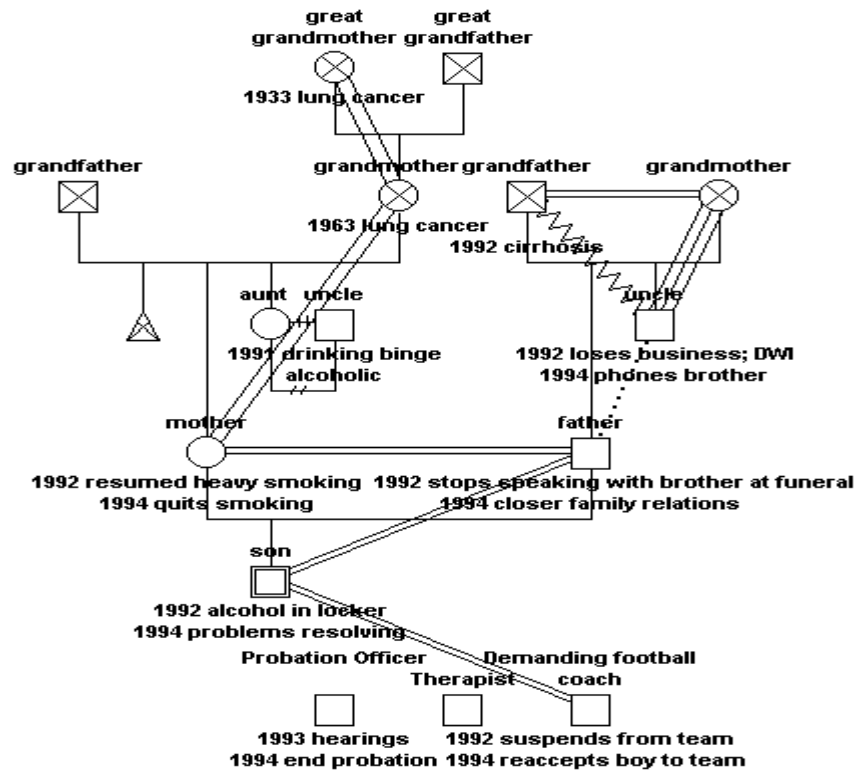 great
grandmother
great
grandfather
1933 lung cancer
grandfather
grandmother
grandfather
grandmother
1963 lung cancer
1992 cirrhosis
aunt
uncle
uncle
1991 drinking binge
alcoholic
1992 loses business; DWI
1994 phones brother
mother
father
1992 resumed heavy smoking
1994 quits smoking
1992 stops speaking with brother at funeral
1994 closer family relations
son
1992 alcohol in locker
1994 problems resolving
Probation Officer
Therapist
Demanding football
coach
1993 hearings
1994 end probation
1992 suspends from team
1994 reaccepts boy to team